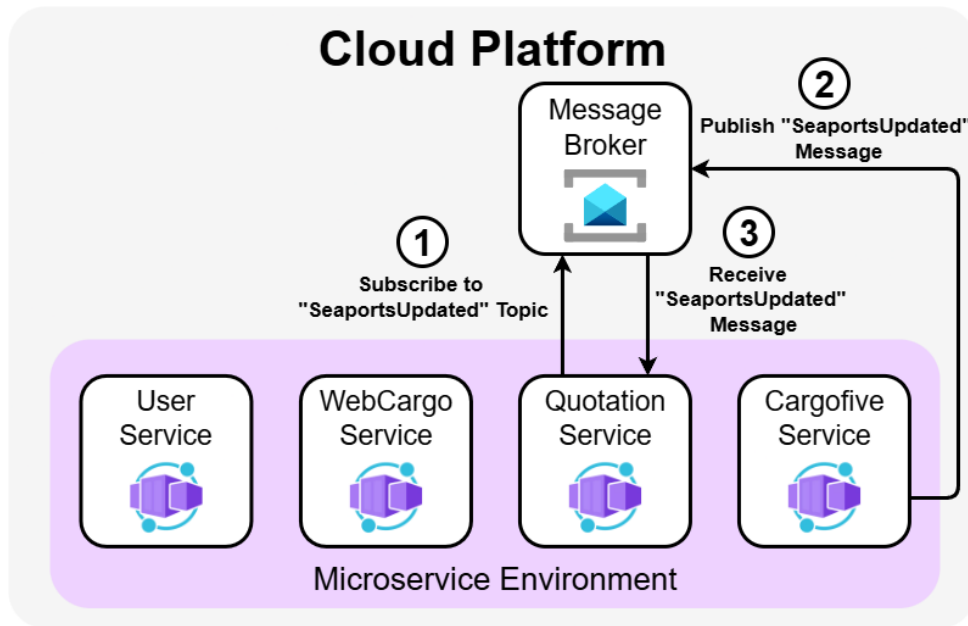 Cloud Platform
Message
Broker
2
Publish "SeaportsUpdated"
Message
1
Subscribe to
"SeaportsUpdated" Topic
3
Receive
"SeaportsUpdated"
Message
User
Service
WebCargo
Service
Quotation
Service
Cargofive
Service
Microservice Environment